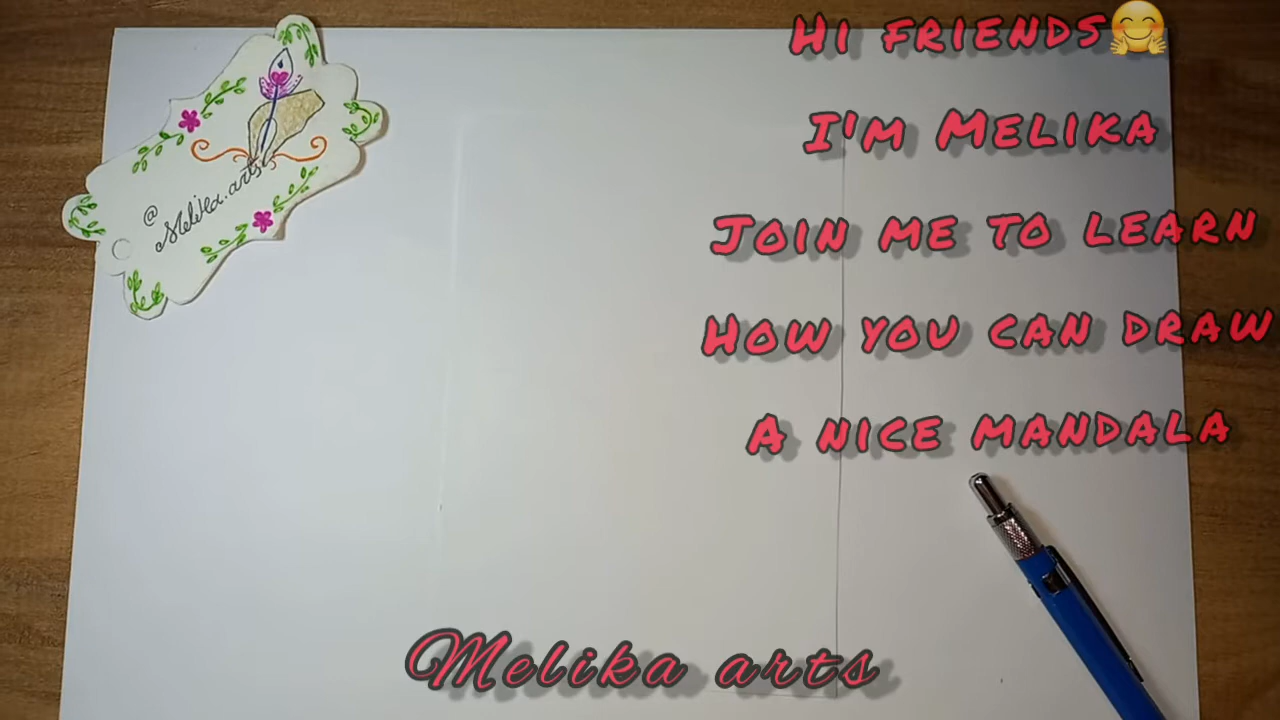 Hi friends🤗
I'm Melika
Join me to learn
How you can draw
A nice mandala
@
Melika.arts
Melika arts